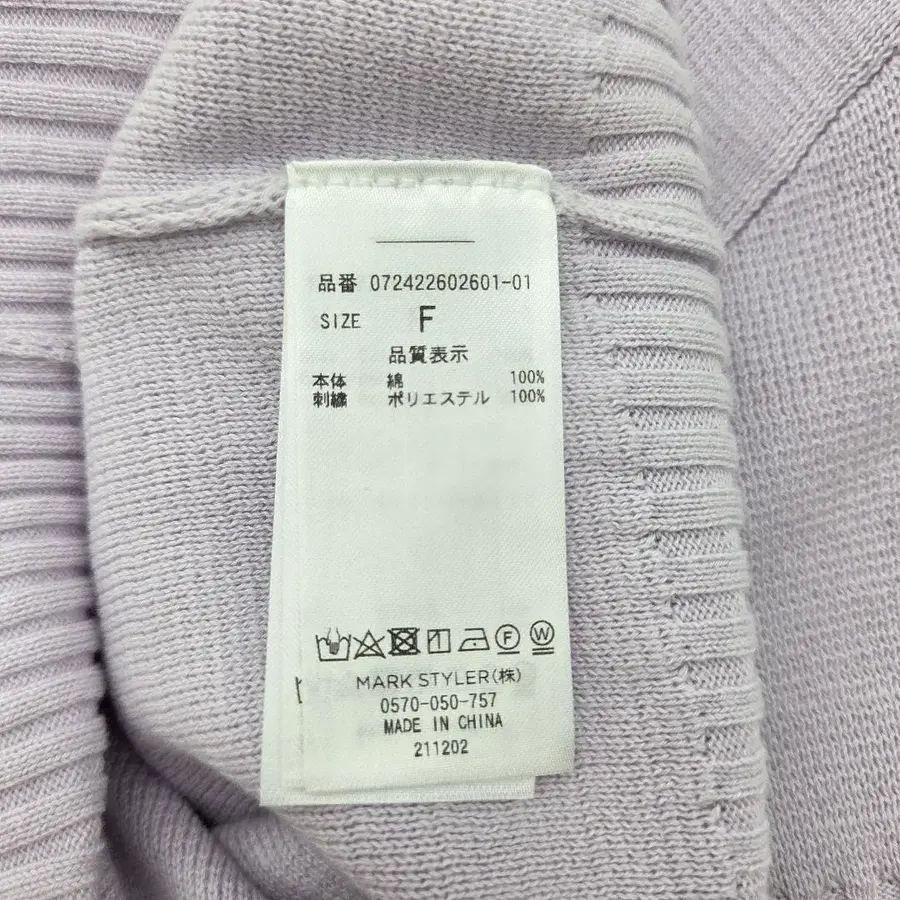 品番 072422602601-01
SIZE F
品質表示
本体 綿 100%
刺繍 ポリエステル 100%
F W
MARK STYLER(株)
0570-050-757
MADE IN CHINA
211202